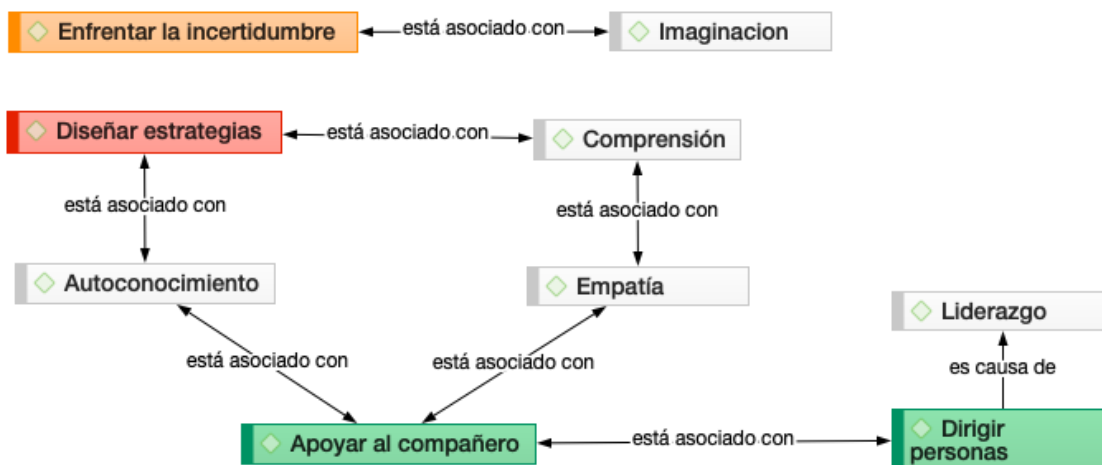 Enfrentar la incertidumbre
está asociado con
Imaginacion
Diseñar estrategias
está asociado con
Comprensión
está asociado con
está asociado con
Autoconocimiento
Empatía
Liderazgo
está asociado con
está asociado con
es causa de
Apoyar al compañero
está asociado con
Dirigir
personas